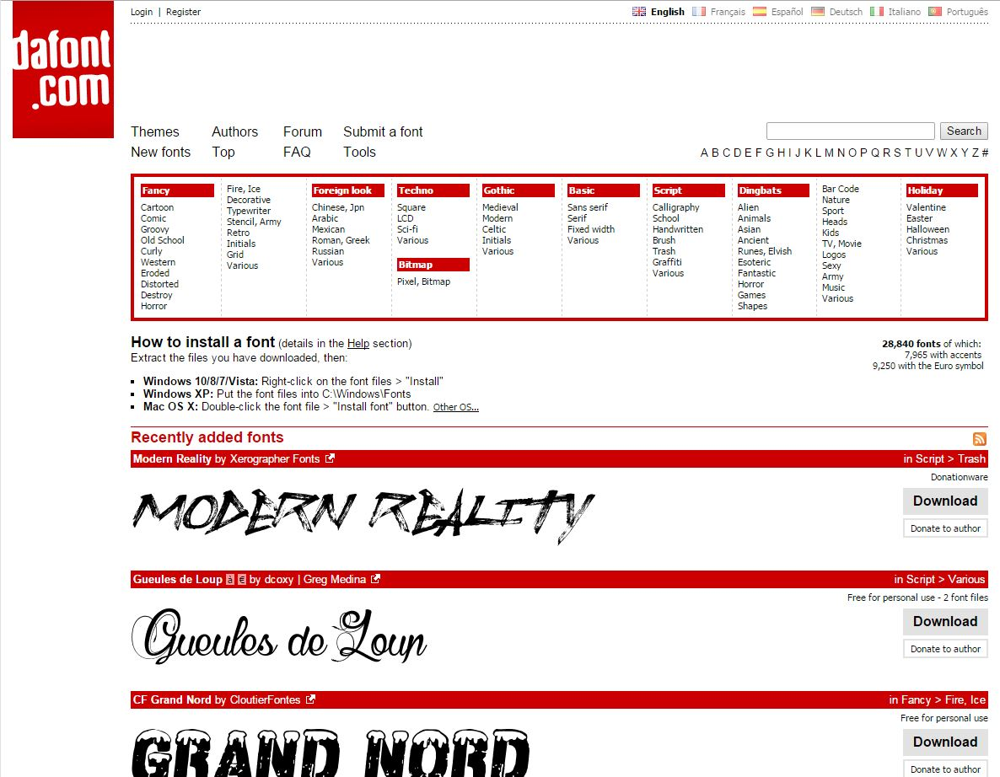 dafont
.com
Login | Register
English Français Español Deutsch Italiano Português
Themes Authors Forum Submit a font
Search
New fonts Top FAQ Tools
A B C D E F G H I J K L M N O P Q R S T U V W X Y Z #
Fancy
Cartoon
Comic
Groovy
Old School
Curly
Western
Eroded
Distorted
Destroy
Horror
Fire, Ice
Decorative
Typewriter
Stencil, Army
Retro
Initials
Grid
Various
Foreign look
Chinese, Jpn
Arabic
Mexican
Roman, Greek
Russian
Various
Techno
Square
LCD
Sci-fi
Various
Bitmap
Pixel, Bitmap
Gothic
Medieval
Modern
Celtic
Initials
Various
Basic
Sans serif
Serif
Fixed width
Various
Script
Calligraphy
School
Handwritten
Brush
Trash
Graffiti
Various
Dingbats
Alien
Animals
Asian
Ancient
Runes, Elvish
Esoteric
Fantastic
Horror
Games
Shapes
Bar Code
Nature
Sport
Heads
Kids
TV, Movie
Logos
Sexy
Army
Music
Various
Holiday
Valentine
Easter
Halloween
Christmas
Various
How to install a font (details in the Help section)
Extract the files you have downloaded, then:
Windows 10/8/7/Vista: Right-click on the font files > "Install"
Windows XP: Put the font files into C:\Windows\Fonts
Mac OS X: Double-click the font file > "Install font" button. Other OS...
28,840 fonts of which:
7,965 with accents
9,250 with the Euro symbol
Recently added fonts
Modern Reality by Xerographer Fonts in Script > Trash
Donationware
MODERN REALITY
Download
Donate to author
Gueules de Loup à € by dcoxy | Greg Medina in Script > Various
Free for personal use - 2 font files
Gueules de Loup
Download
Donate to author
CF Grand Nord by CloutierFontes in Fancy > Fire, Ice
Free for personal use
GRAND NORD
Download
Donate to author